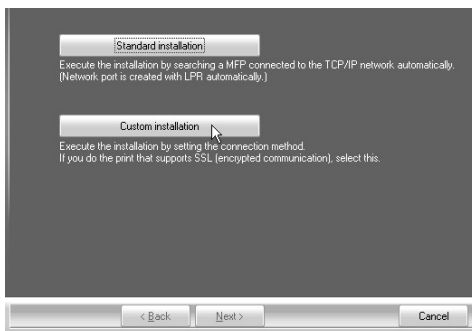 Standard installation
Execute the installation by searching a MFP connected to the TCP/IP network automatically.
(Network port is created with LPR automatically.)
Custom installation
Execute the installation by setting the connection method.
If you do the print that supports SSL (encrypted communication), select this.
< Back
Next >
Cancel